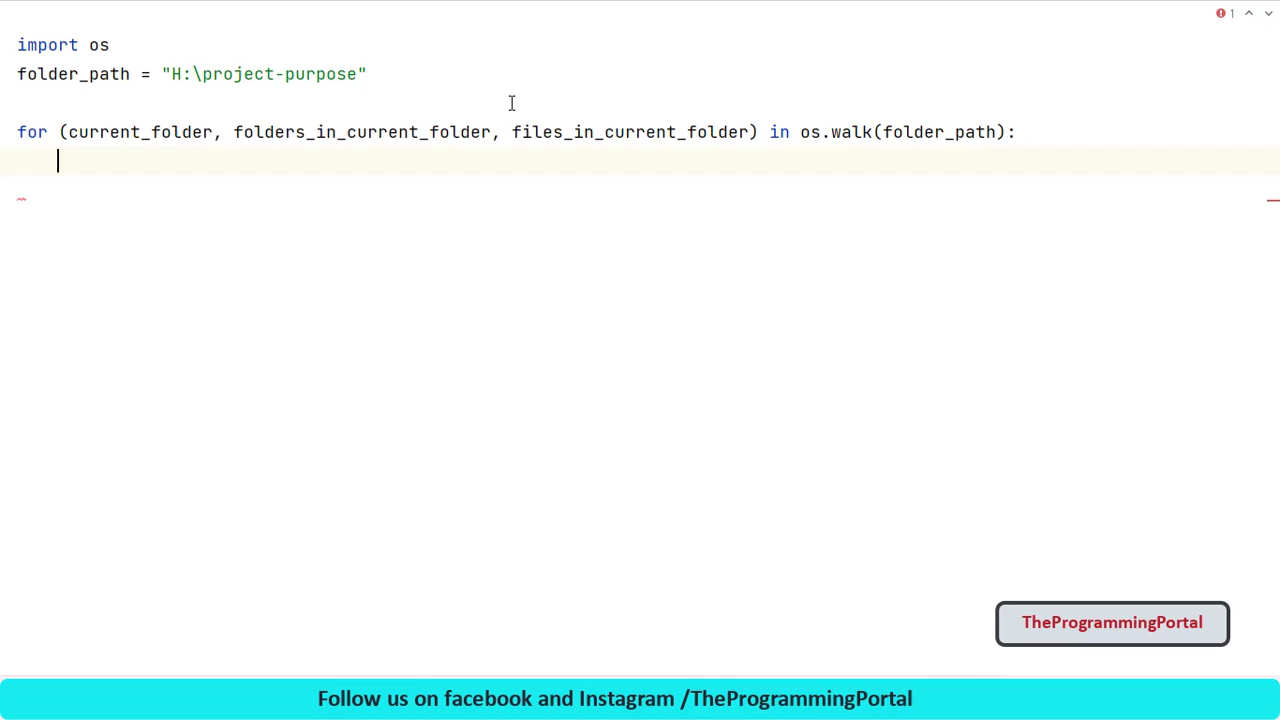 1
import os
folder_path = "H:\project-purpose"
for (current_folder, folders_in_current_folder, files_in_current_folder) in os.walk(folder_path):
TheProgrammingPortal
Follow us on facebook and Instagram /TheProgrammingPortal